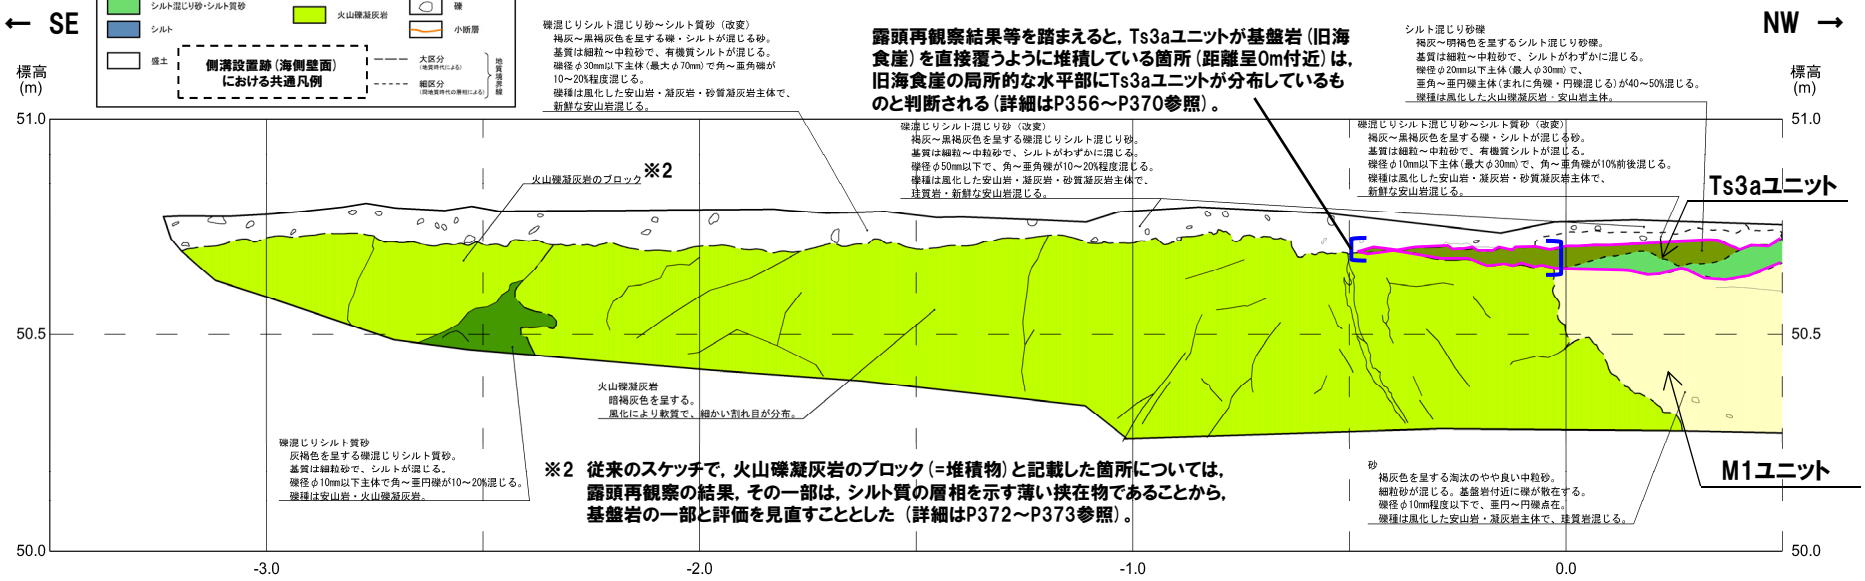 ← SE
NW →
シルト混じり砂・シルト質砂
シルト
盛土
火山礫凝灰岩
礫
小断層
側溝設置跡（海側壁面）
における共通凡例
大区分
（地質時代による）
細区分
（同地質時代の層相による）
地質境界線
標高
(m)
標高
(m)
礫混じりシルト混じり砂～シルト質砂（改変）
褐灰～黒褐灰色を呈する礫・シルトが混じる砂。
基質は細粒～中粒砂で、有機質シルトが混じる。
礫径φ30mm以下主体（最大φ70mm）で角～亜角礫が
10～20%程度混じる。
礫種は風化した安山岩・凝灰岩・砂質凝灰岩主体で、
新鮮な安山岩混じる。
露頭再観察結果等を踏まえると，Ts3aユニットが基盤岩（旧海
食崖）を直接覆うように堆積している箇所（距離呈0m付近）は，
旧海食崖の局所的な水平部にTs3aユニットが分布しているも
のと判断される（詳細はP356～P370参照）。
シルト混じり砂礫
褐灰～明褐色を呈するシルト混じり砂礫。
基質は細粒～中粒砂で、シルトがわずかに混じる。
礫径φ20mm以下主体（最人φ30mm）で、
亜角～亜円礫主体（まれに角礫・円礫混じる）が40～50%混じる。
礫種は風化した火山礫凝灰岩・安山岩主体。
51.0
51.0
礫混じりシルト混じり砂（改変）
褐灰～黒褐灰色を呈する礫混じりシルト混じり砂。
基質は細粒～中粒砂で、シルトがわずかに混じる。
礫径φ50mm以下で、角～亜角礫が10～20%程度混じる。
礫種は風化した安山岩・凝灰岩・砂質凝灰岩主体で、
珪質岩・新鮮な安山岩混じる。
礫混じりシルト混じり砂～シルト質砂（改変）
褐灰～黒褐灰色を呈する礫・シルトが混じる砂。
基質は細粒～中粒砂で、有機質シルトが混じる。
礫径φ10mm以下主体（最大φ30mm）で、角～亜角礫が10%前後混じる。
礫種は風化した安山岩・凝灰岩・砂質凝灰岩主体で、
新鮮な安山岩混じる。
火山礫凝灰岩のブロック※2
Ts3aユニット
50.5
50.5
火山礫凝灰岩
暗褐灰色を呈する。
風化により軟質で、細かい割れ目が分布。
礫混じりシルト質砂
灰褐色を呈する礫混じりシルト質砂。
基質は細粒砂で、シルトが混じる。
礫径φ10mm以下主体で角～亜円礫が10～20%混じる。
礫種は安山岩・火山礫凝灰岩。
※2 従来のスケッチで，火山礫凝灰岩のブロック（=堆積物）と記載した箇所については，
露頭再観察の結果，その一部は，シルト質の層相を示す薄い挟在物であることから，
基盤岩の一部と評価を見直すこととした（詳細はP372～P373参照）。
砂
褐灰色を呈する淘汰のやや良い中粒砂。
細粒砂が混じる。基盤岩付近に礫が散在する。
礫径φ10mm程度以下で、亜円～円礫点在。
礫種は風化した安山岩・凝灰岩主体で、珪質岩混じる。
M1ユニット
50.0
50.0
-3.0
-2.0
-1.0
0.0